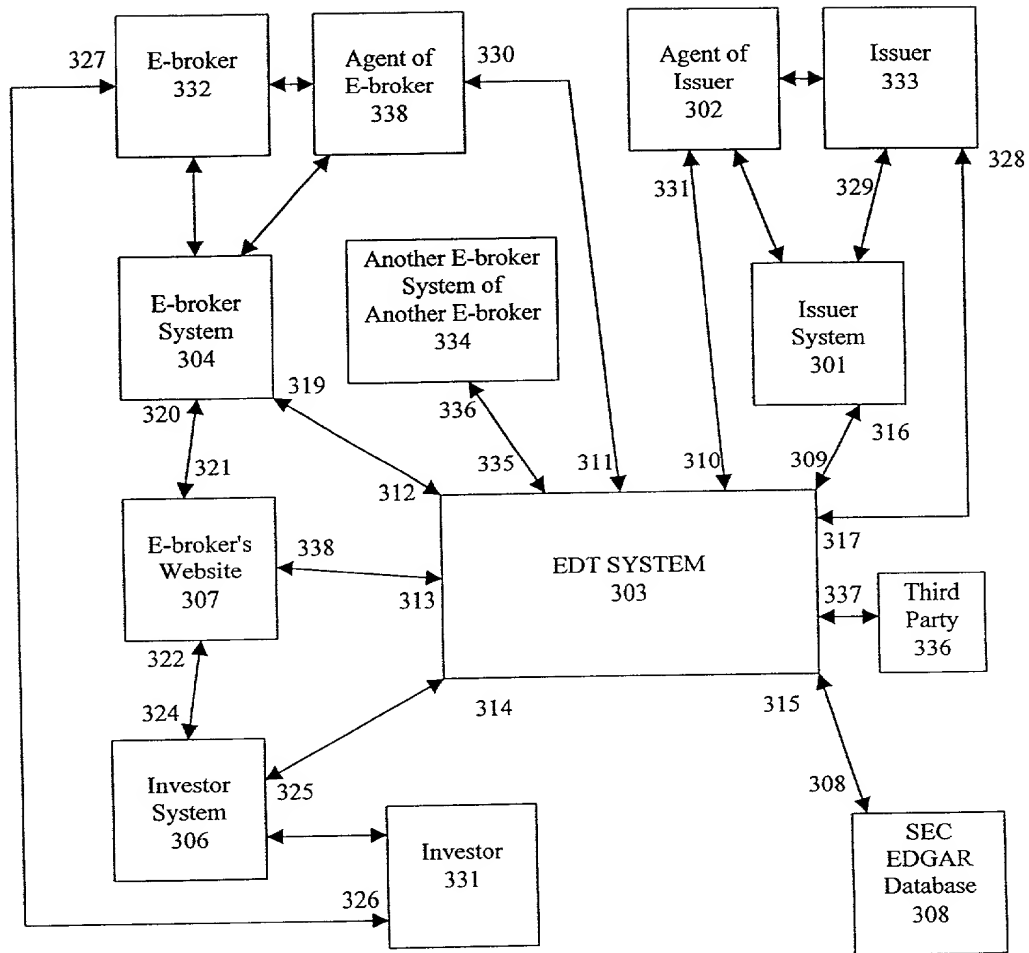 327
E-broker
332
Agent of
E-broker
338
330
Agent of
Issuer
302
Issuer
333
328
331
329
Another E-broker
System of
Another E-broker
334
E-broker
System
304
Issuer
System
301
319
320
336
316
321
312
335
311
310
309
317
E-broker's
Website
307
338
313
EDT SYSTEM
303
337
Third
Party
336
322
324
314
315
Investor
System
306
325
308
Investor
331
326
SEC
EDGAR
Database
308